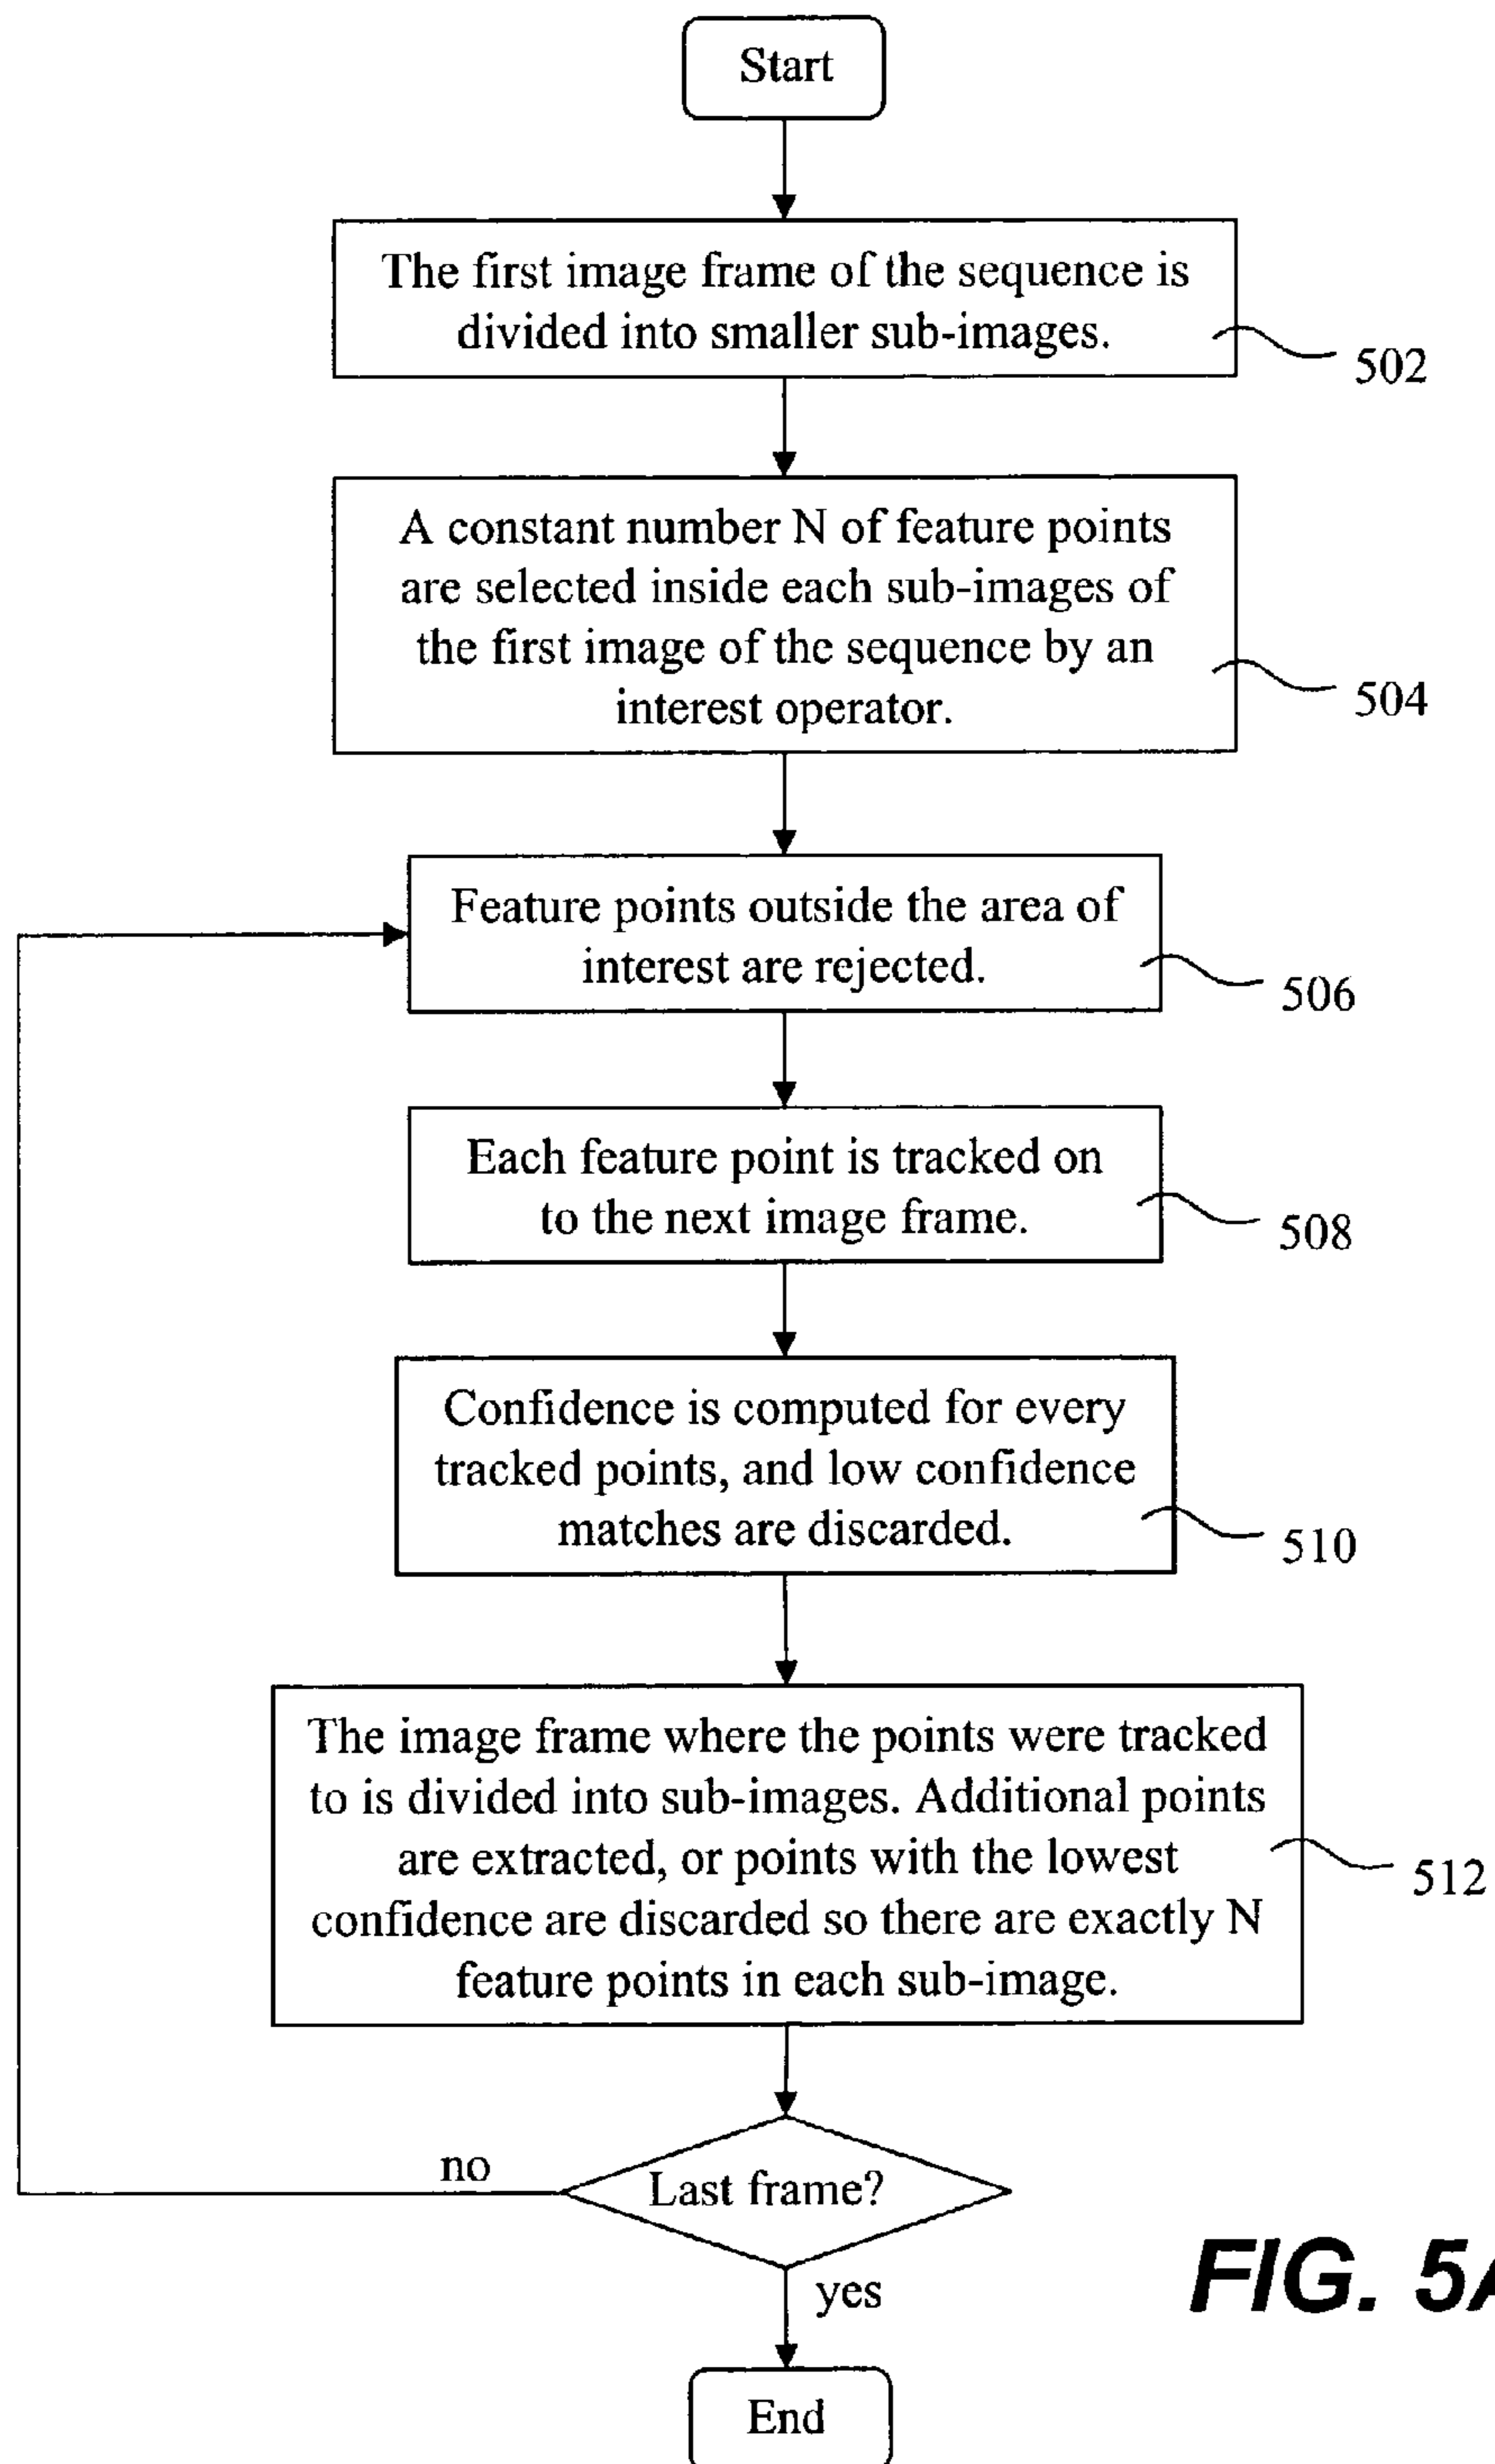 Start
The first image frame of the sequence is
divided into smaller sub-images.
502
A constant number N of feature points
are selected inside each sub-images of
the first image of the sequence by an
interest operator.
504
Feature points outside the area of
interest are rejected.
506
Each feature point is tracked on
to the next image frame.
508
Confidence is computed for every
tracked points, and low confidence
matches are discarded.
510
The image frame where the points were tracked
to is divided into sub-images. Additional points
are extracted, or points with the lowest
confidence are discarded so there are exactly N
feature points in each sub-image.
512
no
Last frame?
yes
FIG. 5A
End